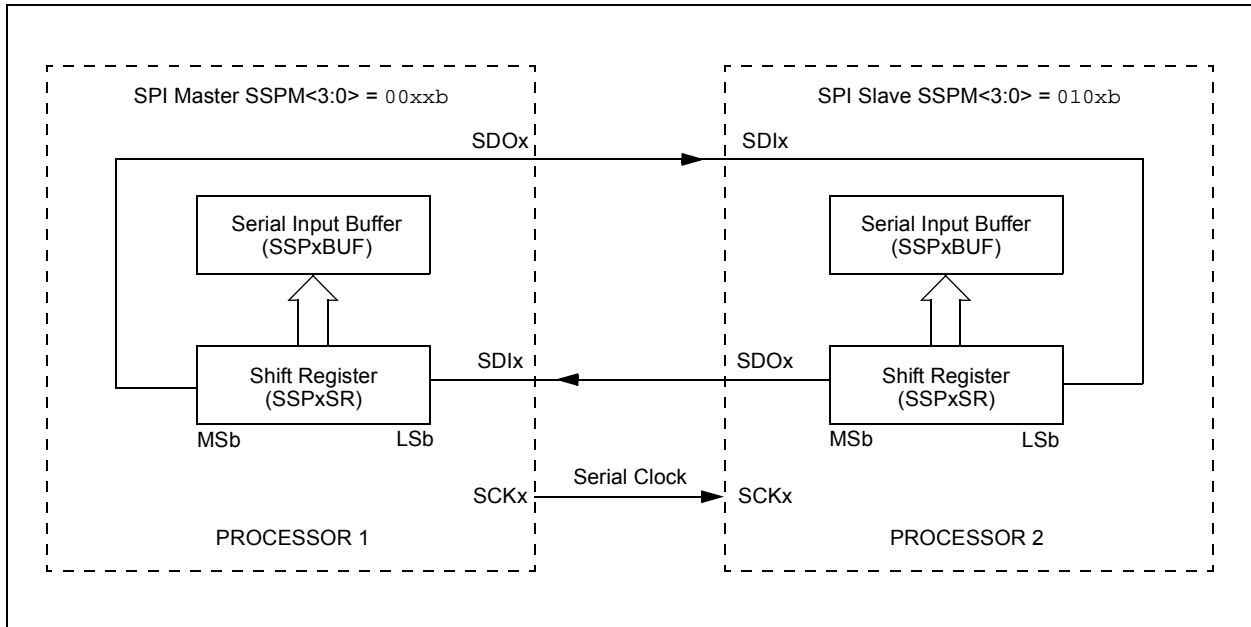 SPI Master SSPM<3:0> = 00xxb
SPI Slave SSPM<3:0> = 010xb
SDOx
SDIx
Serial Input Buffer
(SSPxBUF)
Serial Input Buffer
(SSPxBUF)
SDIx
SDOx
Shift Register
(SSPxSR)
Shift Register
(SSPxSR)
MSb
LSb
MSb
LSb
Serial Clock
SCKx
SCKx
PROCESSOR 1
PROCESSOR 2